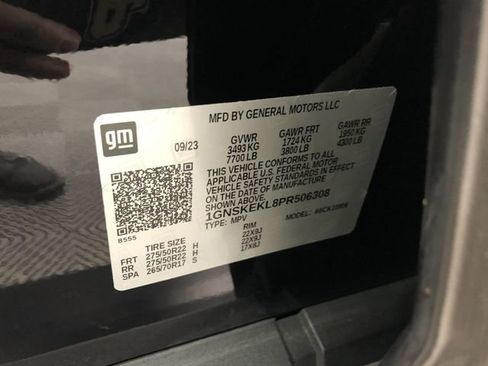 MFD BY GENERAL MOTORS LLC
gm
09/23
GVWR GAWR FRT GAWR RR
3493 KG 1724 KG 1950 KG
7700 LB 3800 LB 4300 LB
THIS VEHICLE CONFORMS TO ALL
APPLICABLE U.S. FEDERAL MOTOR
VEHICLE SAFETY STANDARDS IN EFFECT
ON THE DATE OF MANUFACTURE
SHOWN ABOVE.
1GNSKEKL8PR506308
TYPE: MPV MODEL:
B555
TIRE SIZE RIM
FRT 275/50R22 H 22X9J
RR 275/50R22 H 22X9J
SPA 265/70R17 S 17X8J